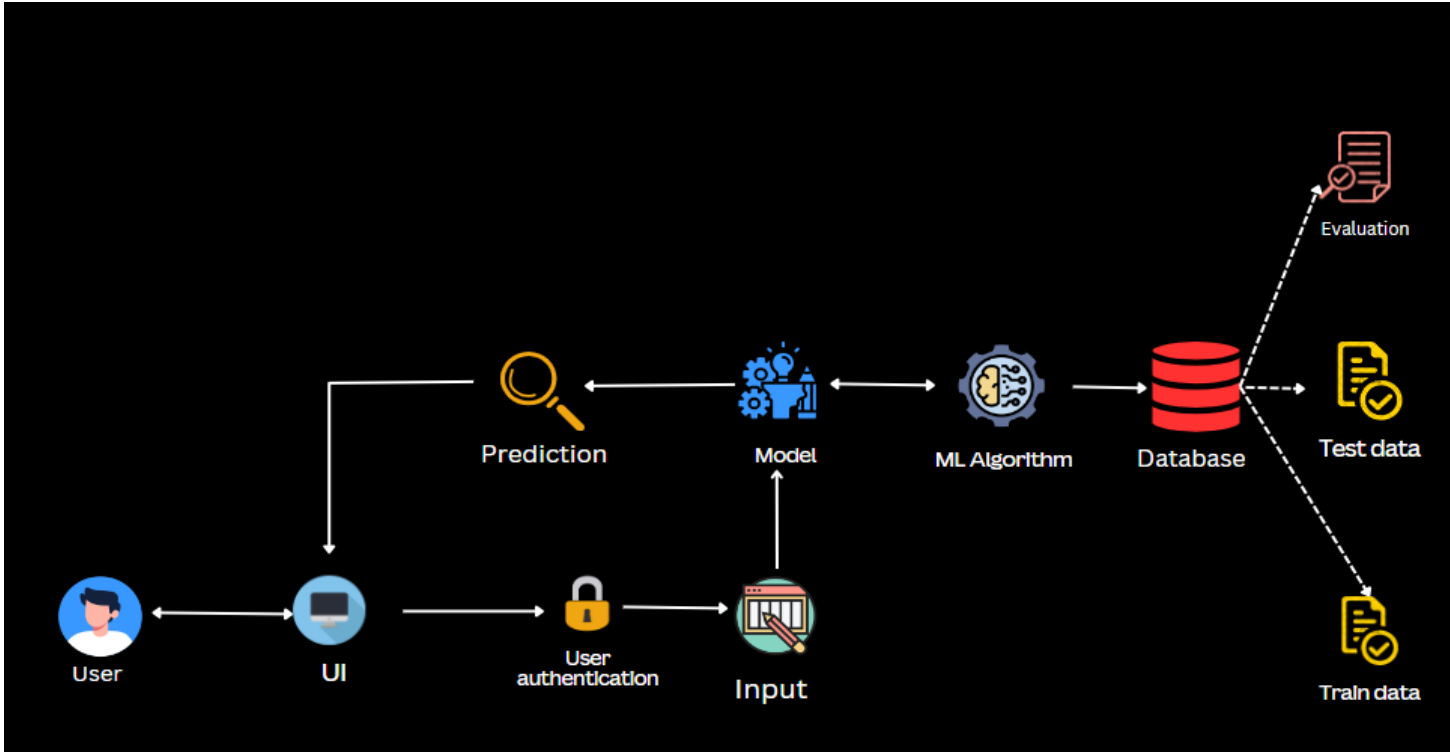 Evaluation
Prediction
Model
ML Algorithm
Database
Test data
User
UI
User
authentication
Input
Train data